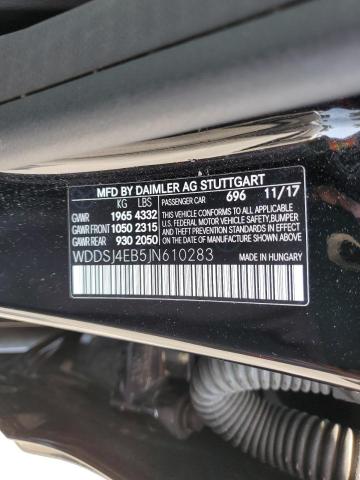 MFD BY DAIMLER AG STUTTGART
KG LBS PASSENGER CAR 696 11/17
GVWR 1965 4332 THIS VEHICLE CONFORMS TO ALL APPLICABLE
GAWR FRONT 1050 2315 U.S. FEDERAL MOTOR VEHICLE SAFETY, BUMPER
GAWR REAR 930 2050 AND THEFT PREVENTION STANDARDS IN EFFECT
ON THE DATE OF MANUFACTURE SHOWN ABOVE.
WDDSJ4EB5JN610283 MADE IN HUNGARY